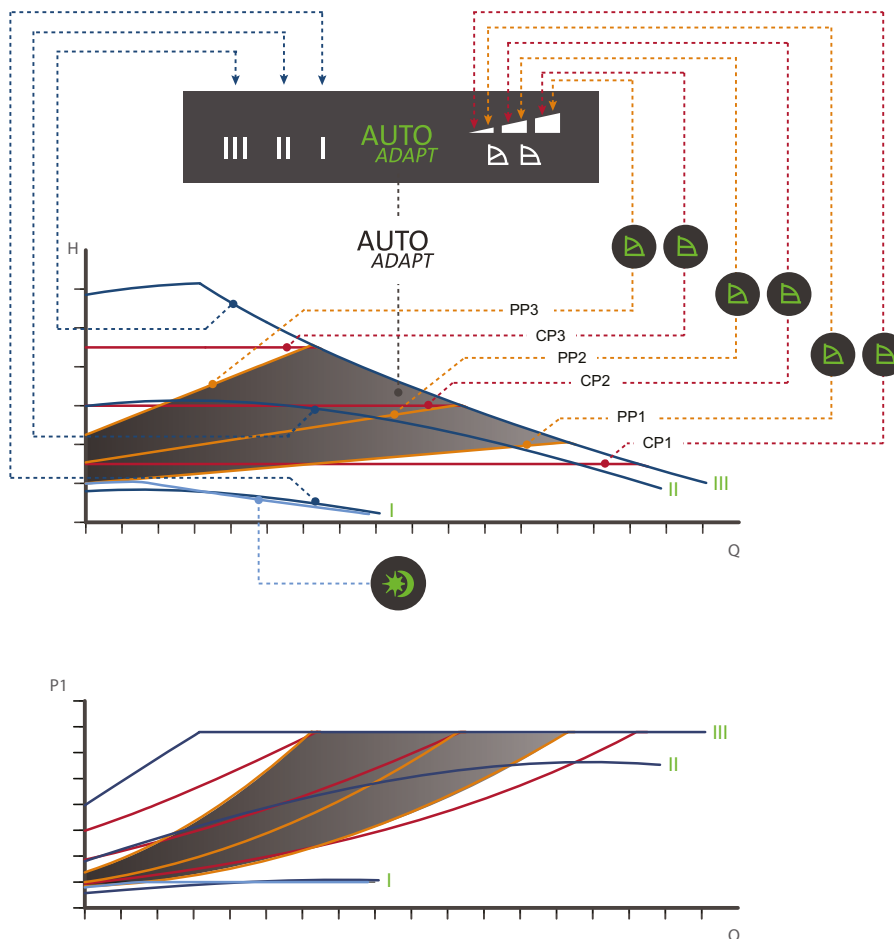 III II I AUTO
ADAPT
AUTO
ADAPT
H
PP3
CP3
PP2
CP2
PP1
CP1
III
II
I
Q
P1
III
II
I
Q